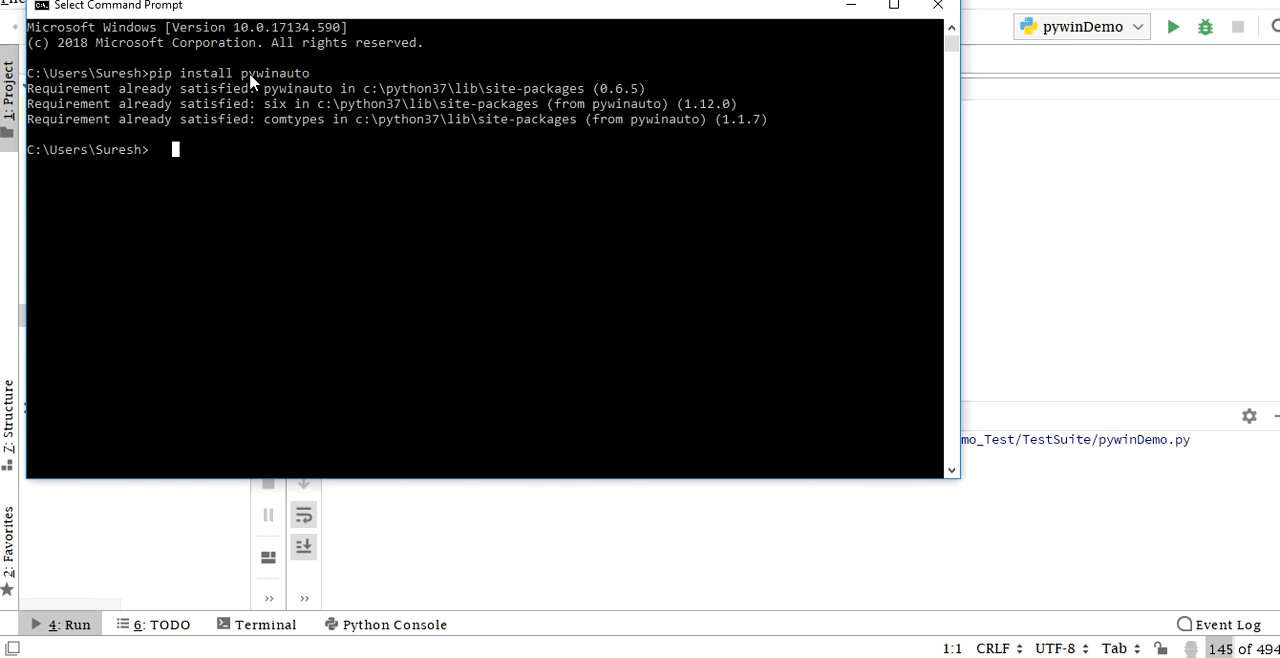 Select Command Prompt
Microsoft Windows [Version 10.0.17134.590]
(c) 2018 Microsoft Corporation. All rights reserved.
C:\Users\Suresh>pip install pywinauto
Requirement already satisfied: pywinauto in c:\python37\lib\site-packages (0.6.5)
Requirement already satisfied: six in c:\python37\lib\site-packages (from pywinauto) (1.12.0)
Requirement already satisfied: comtypes in c:\python37\lib\site-packages (from pywinauto) (1.1.7)
C:\Users\Suresh>
pywinDemo
1: Project
mo_Test/TestSuite/pywinDemo.py
7: Structure
2: Favorites
4: Run
6: TODO
Terminal
Python Console
Event Log
1:1
CRLF
UTF-8
Tab
145 of 494